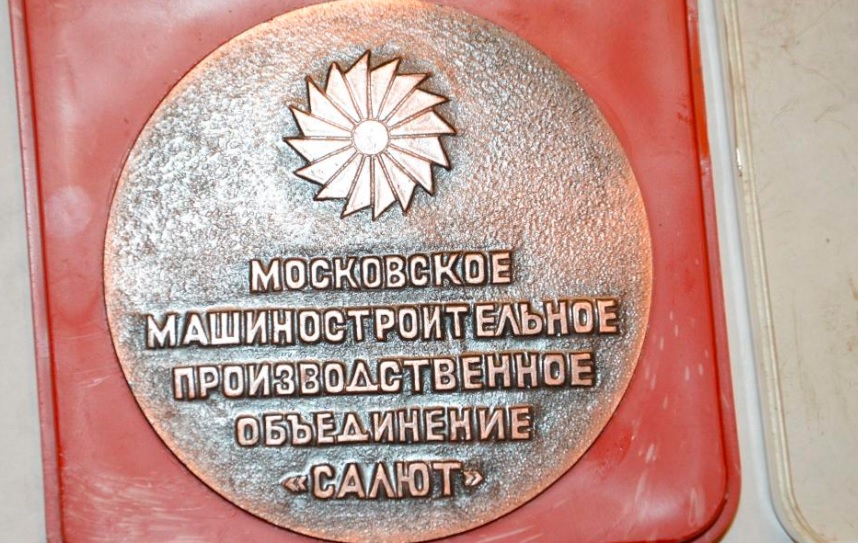 МОСКОВСКОЕ
МАШИНОСТРОИТЕЛЬНОЕ
ПРОИЗВОДСТВЕННОЕ
ОБЪЕДИНЕНИЕ
«САЛЮТ»